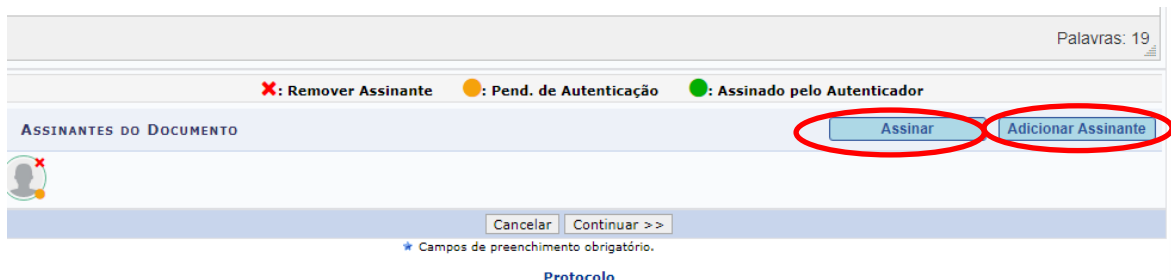 Palavras: 19
: Remover Assinante : Pend. de Autenticação : Assinado pelo Autenticador
Assinantes do Documento Assinar Adicionar Assinante
Cancelar Continuar >>
Campos de preenchimento obrigatório.
Protocolo